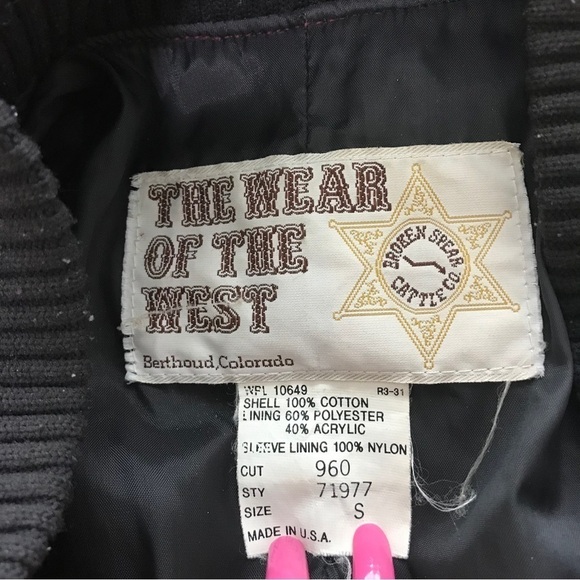 THE WEAR
OF THE
WEST
Berthoud, Colorado
BROKEN SPEAR
CATTLE CO.
WPL 10649 R3-31
SHELL 100% COTTON
LINING 60% POLYESTER
40% ACRYLIC
SLEEVE LINING 100% NYLON
CUT 960
STY 71977
SIZE S
MADE IN U.S.A.